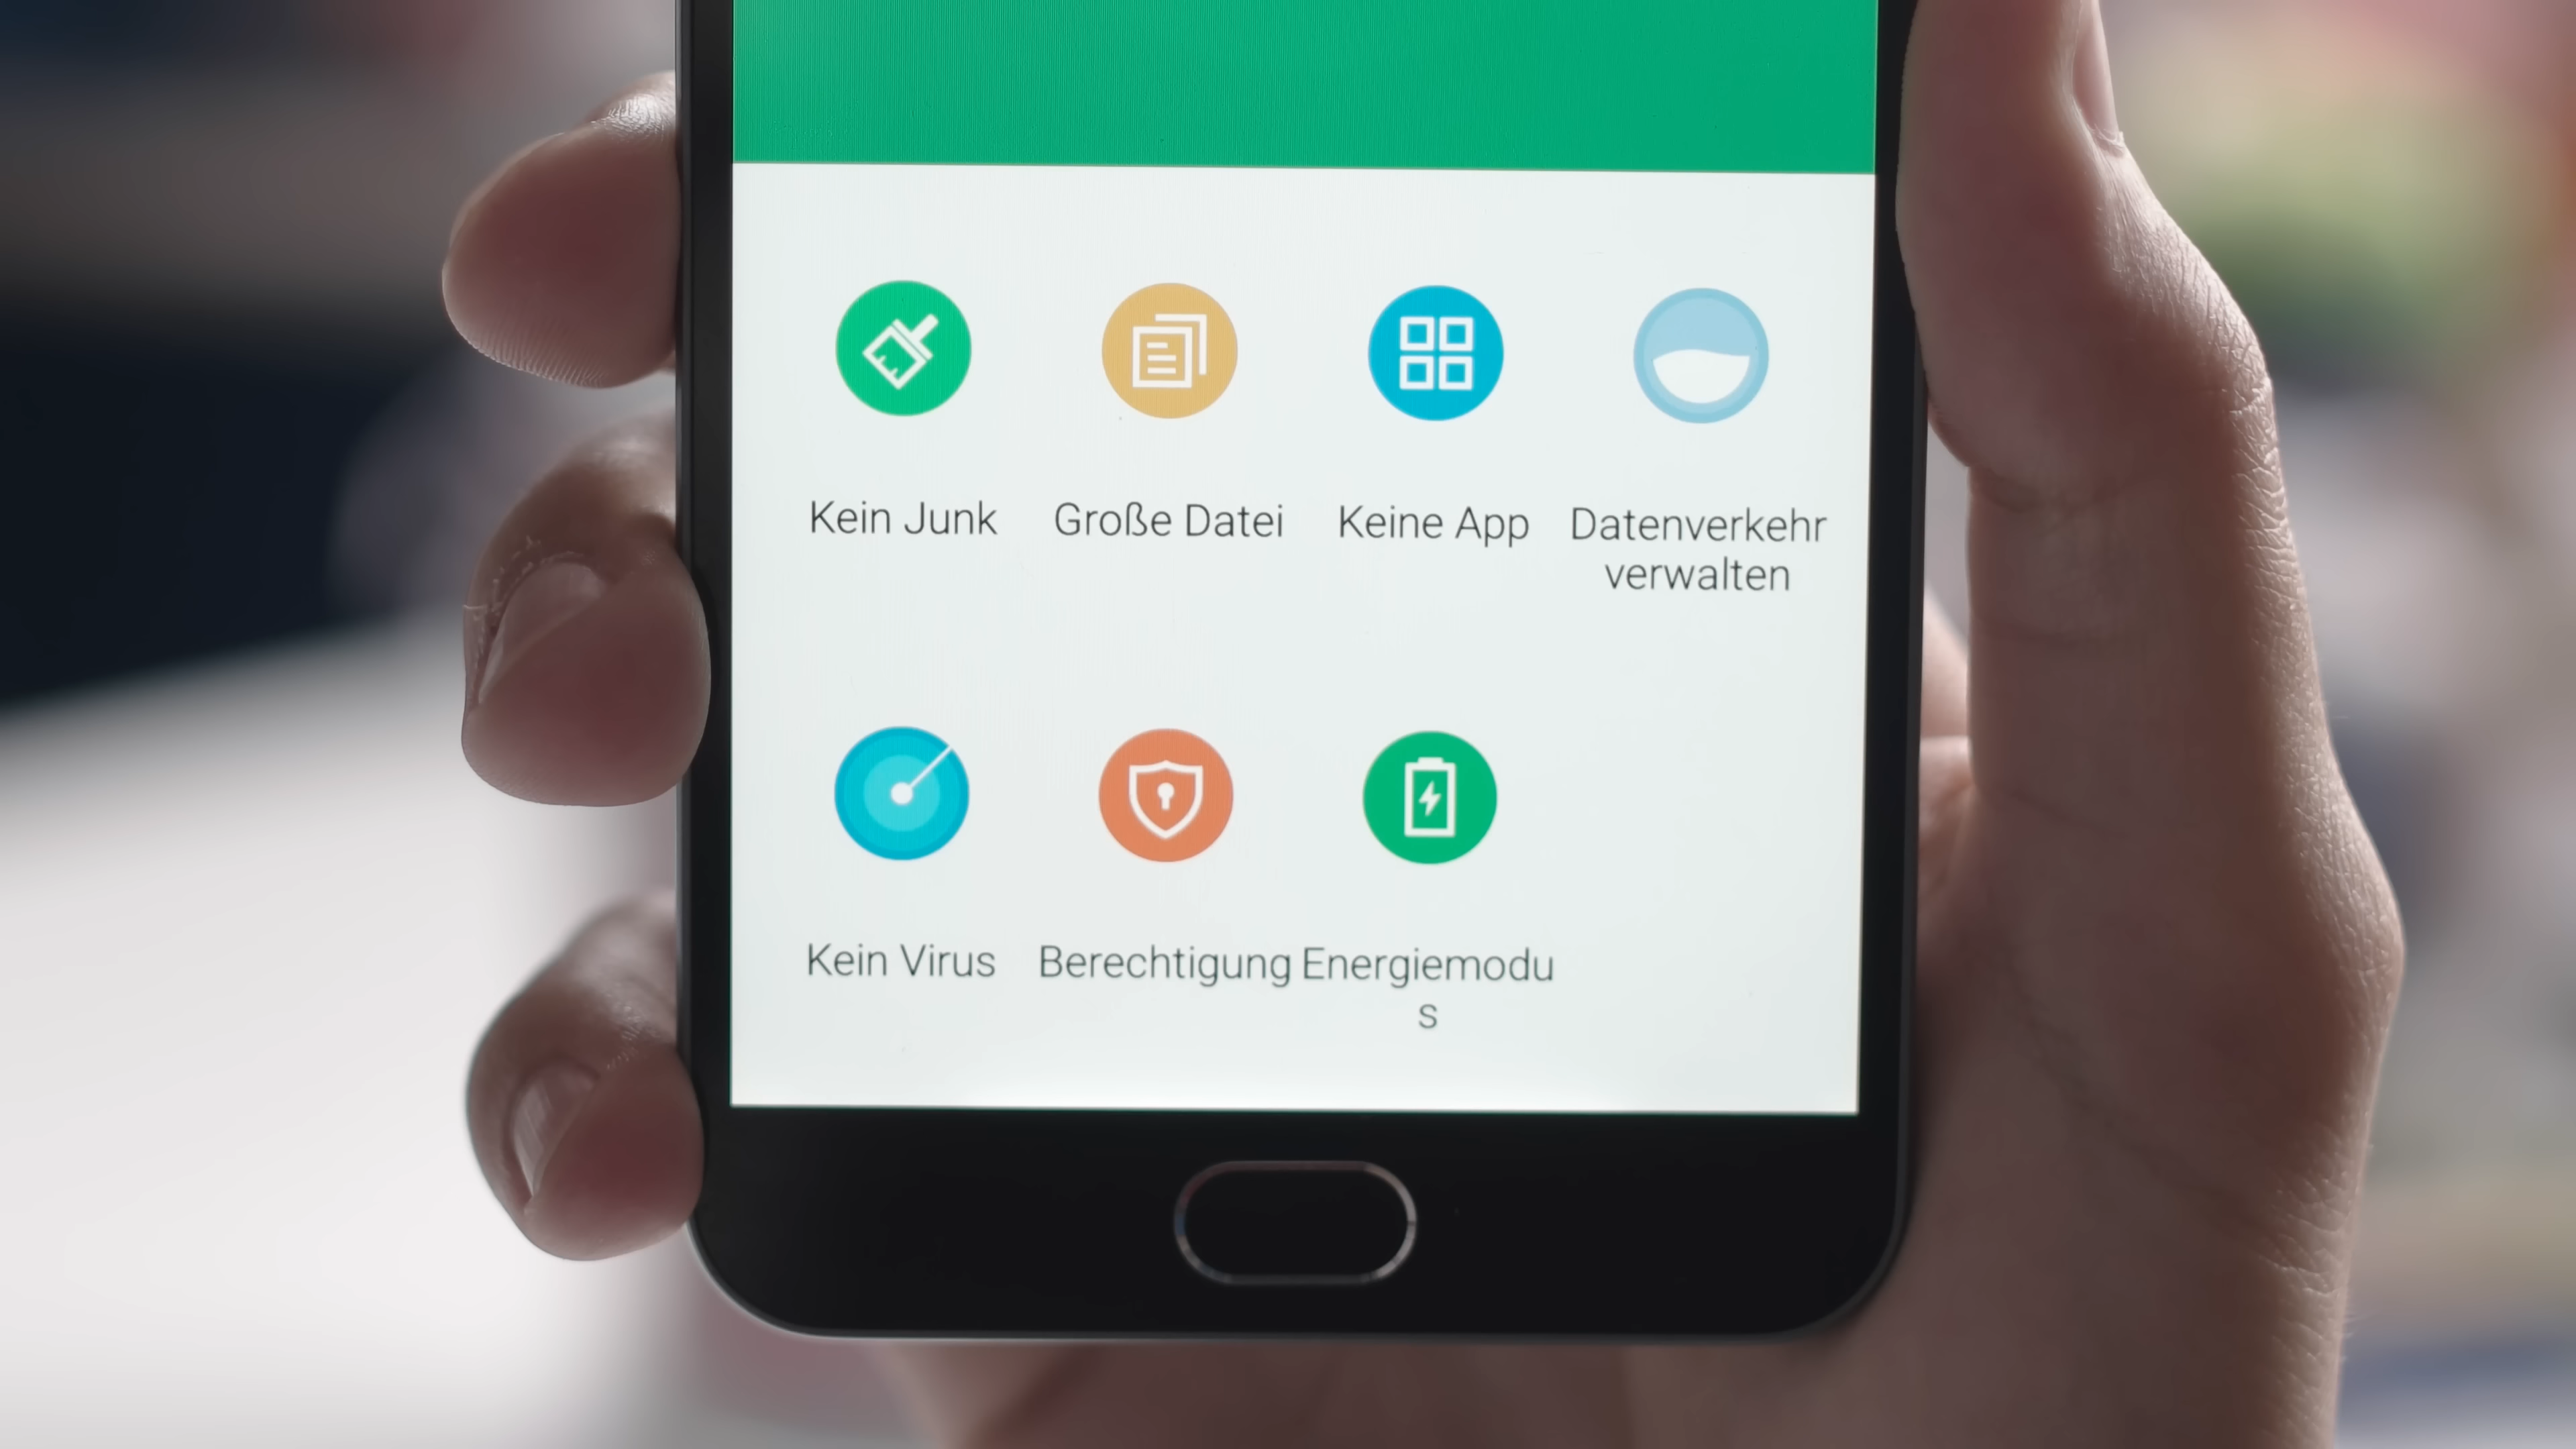 Kein Junk
Große Datei
Keine App
Datenverkehr
verwalten
Kein Virus
Berechtigung
Energiemodu
s